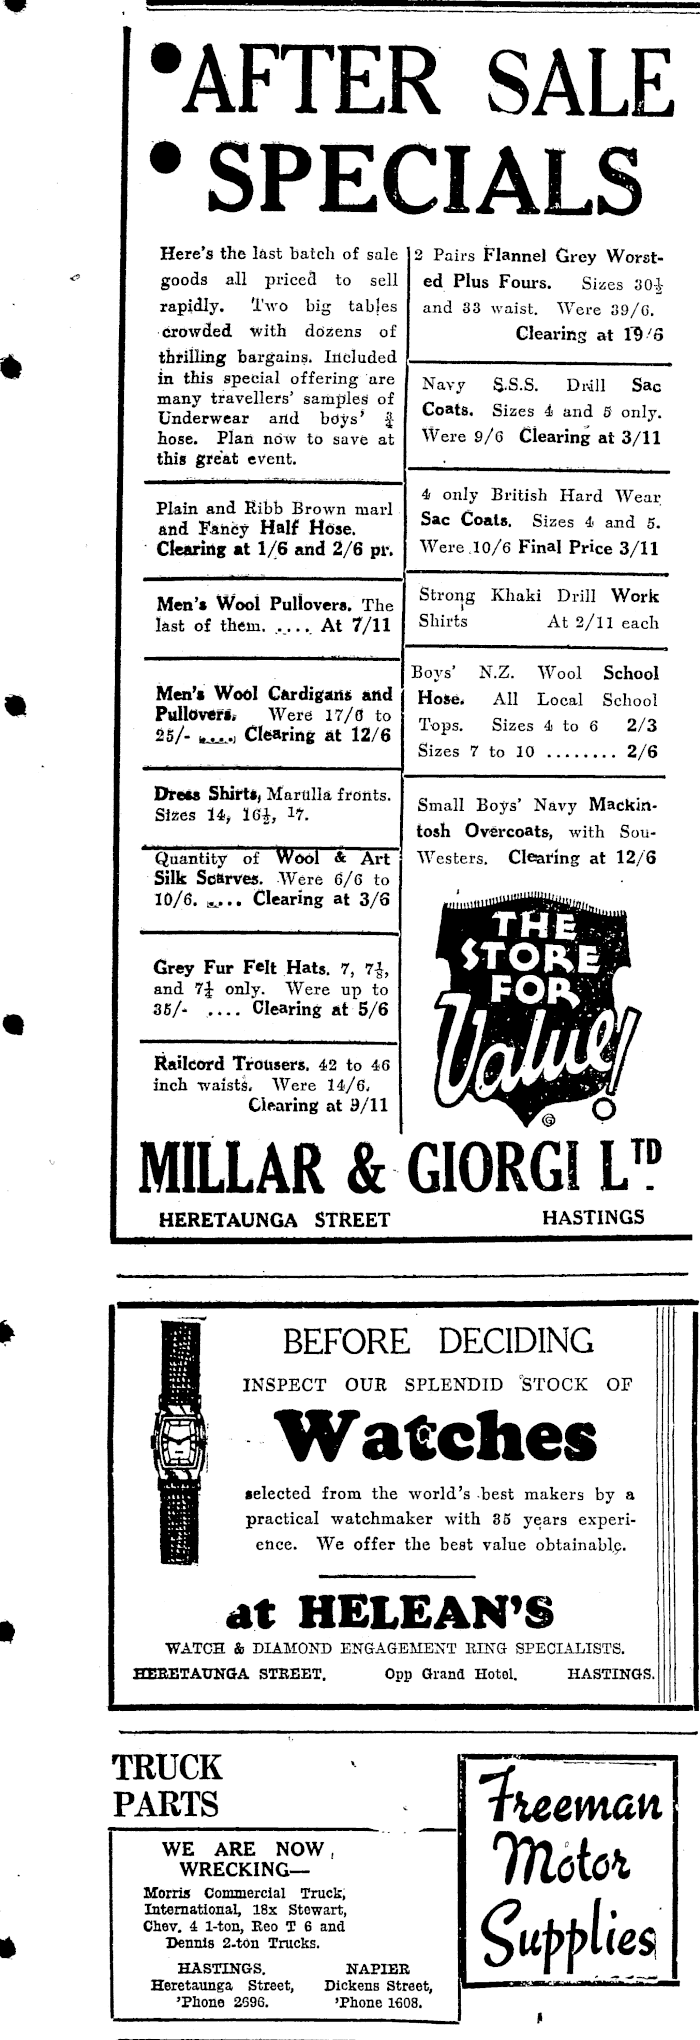 AFTER SALE
SPECIALS
Here's the last batch of sale
goods all priced to sell
rapidly. Two big tables
crowded with dozens of
thrilling bargains. Included
in this special offering are
many travellers' samples of
Underwear and boys' ¾
hose. Plan now to save at
this great event.
Plain and Ribb Brown marl
and Fancy Half Hose.
Clearing at 1/6 and 2/6 pr.
Men's Wool Pullovers. The
last of them. .... At 7/11
Men's Wool Cardigans and
Pullovers. Were 17/6 to
25/- ..... Clearing at 12/6
Dress Shirts, Marulla fronts.
Sizes 14, 16½, 17.
Quantity of Wool & Art
Silk Scarves. Were 6/6 to
10/6. ..... Clearing at 3/6
Grey Fur Felt Hats. 7, 7⅛,
and 7¼ only. Were up to
35/- .... Clearing at 5/6
Railcord Trousers. 42 to 46
inch waists. Were 14/6.
Clearing at 9/11
2 Pairs Flannel Grey Worst-
ed Plus Fours. Sizes 30½
and 33 waist. Were 39/6.
Clearing at 19/6
Navy S.S.S. Drill Sac
Coats. Sizes 4 and 5 only.
Were 9/6 Clearing at 3/11
4 only British Hard Wear
Sac Coats. Sizes 4 and 5.
Were 10/6 Final Price 3/11
Strong Khaki Drill Work
Shirts At 2/11 each
Boys' N.Z. Wool School
Hose. All Local School
Tops. Sizes 4 to 6 2/3
Sizes 7 to 10 ........ 2/6
Small Boys' Navy Mackin-
tosh Overcoats, with Sou-
Westers. Clearing at 12/6
THE
STORE
FOR
Value!
G
MILLAR & GIORGI LTD.
HERETAUNGA STREET HASTINGS
BEFORE DECIDING
INSPECT OUR SPLENDID STOCK OF
Watches
selected from the world's best makers by a
practical watchmaker with 35 years experi-
ence. We offer the best value obtainable.
at HELEAN'S
WATCH & DIAMOND ENGAGEMENT RING SPECIALISTS.
HERETAUNGA STREET. Opp Grand Hotel. HASTINGS.
TRUCK
PARTS
WE ARE NOW
WRECKING—
Morris Commercial Truck,
International, 18x Stewart,
Chev. 4 1-ton, Reo T 6 and
Dennis 2-ton Trucks.
HASTINGS. NAPIER
Heretaunga Street, Dickens Street,
'Phone 2696. 'Phone 1608.
Freeman
Motor
Supplies